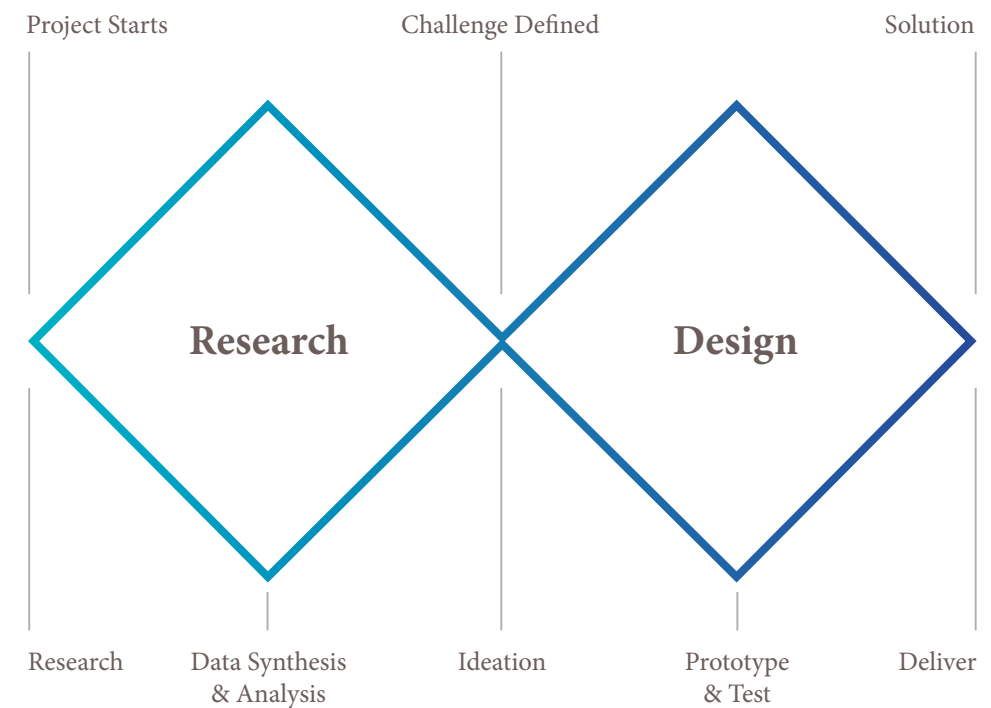 Project Starts
Challenge Defined
Solution
Research
Design
Research
Data Synthesis
& Analysis
Ideation
Prototype
& Test
Deliver